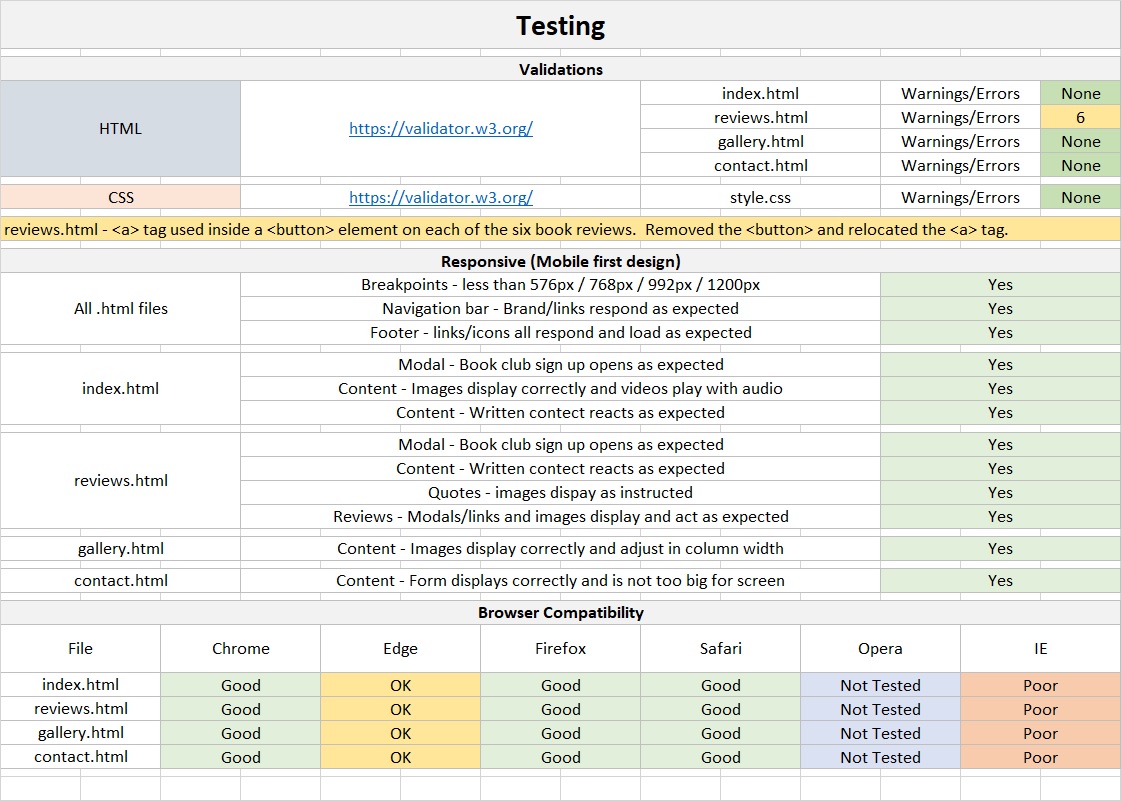 Testing
Validations
HTML https://validator.w3.org/ index.html Warnings/Errors None
reviews.html Warnings/Errors 6
gallery.html Warnings/Errors None
contact.html Warnings/Errors None
CSS https://validator.w3.org/ style.css Warnings/Errors None
reviews.html - <a> tag used inside a <button> element on each of the six book reviews.  Removed the <button> and relocated the <a> tag.
Responsive (Mobile first design)
All .html files Breakpoints - less than 576px / 768px / 992px / 1200px Yes
Navigation bar - Brand/links respond as expected Yes
Footer - links/icons all respond and load as expected Yes
index.html Modal - Book club sign up opens as expected Yes
Content - Images display correctly and videos play with audio Yes
Content - Written contect reacts as expected Yes
reviews.html Modal - Book club sign up opens as expected Yes
Content - Written contect reacts as expected Yes
Quotes - images dispay as instructed Yes
Reviews - Modals/links and images display and act as expected Yes
gallery.html Content - Images display correctly and adjust in column width Yes
contact.html Content - Form displays correctly and is not too big for screen Yes
Browser Compatibility
File Chrome Edge Firefox Safari Opera IE
index.html Good OK Good Good Not Tested Poor
reviews.html Good OK Good Good Not Tested Poor
gallery.html Good OK Good Good Not Tested Poor
contact.html Good OK Good Good Not Tested Poor